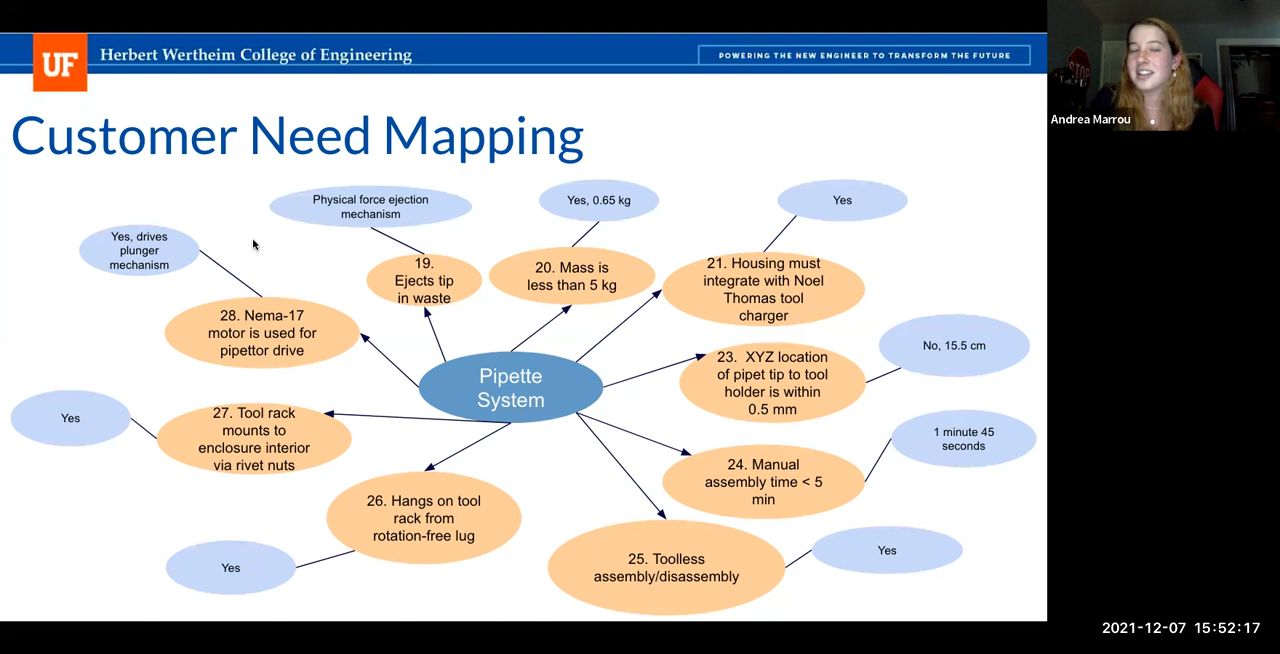 UF
Herbert Wertheim College of Engineering
POWERING THE NEW ENGINEER TO TRANSFORM THE FUTURE
STOP
Andrea Marrou
Customer Need Mapping
Physical force ejection
mechanism
Yes, 0.65 kg
Yes
Yes, drives
plunger
mechanism
19.
Ejects tip
in waste
20. Mass is
less than 5 kg
21. Housing must
integrate with Noel
Thomas tool
charger
28. Nema-17
motor is used for
pipettor drive
No, 15.5 cm
23. XYZ location
of pipet tip to tool
holder is within
0.5 mm
Pipette
System
Yes
27. Tool rack
mounts to
enclosure interior
via rivet nuts
1 minute 45
seconds
24. Manual
assembly time < 5
min
26. Hangs on tool
rack from
rotation-free lug
Yes
25. Toolless
assembly/disassembly
Yes
2021-12-07 15:52:17